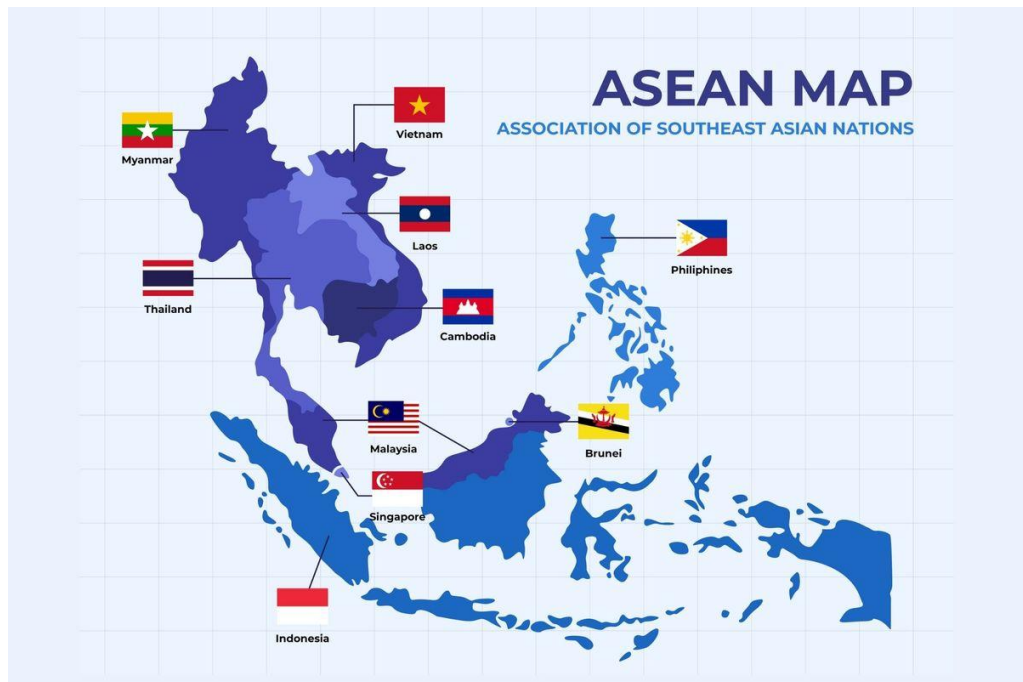 ASEAN MAP
ASSOCIATION OF SOUTHEAST ASIAN NATIONS
Vietnam
Myanmar
Laos
Philiphines
Thailand
Cambodia
Malaysia
Brunei
Singapore
Indonesia